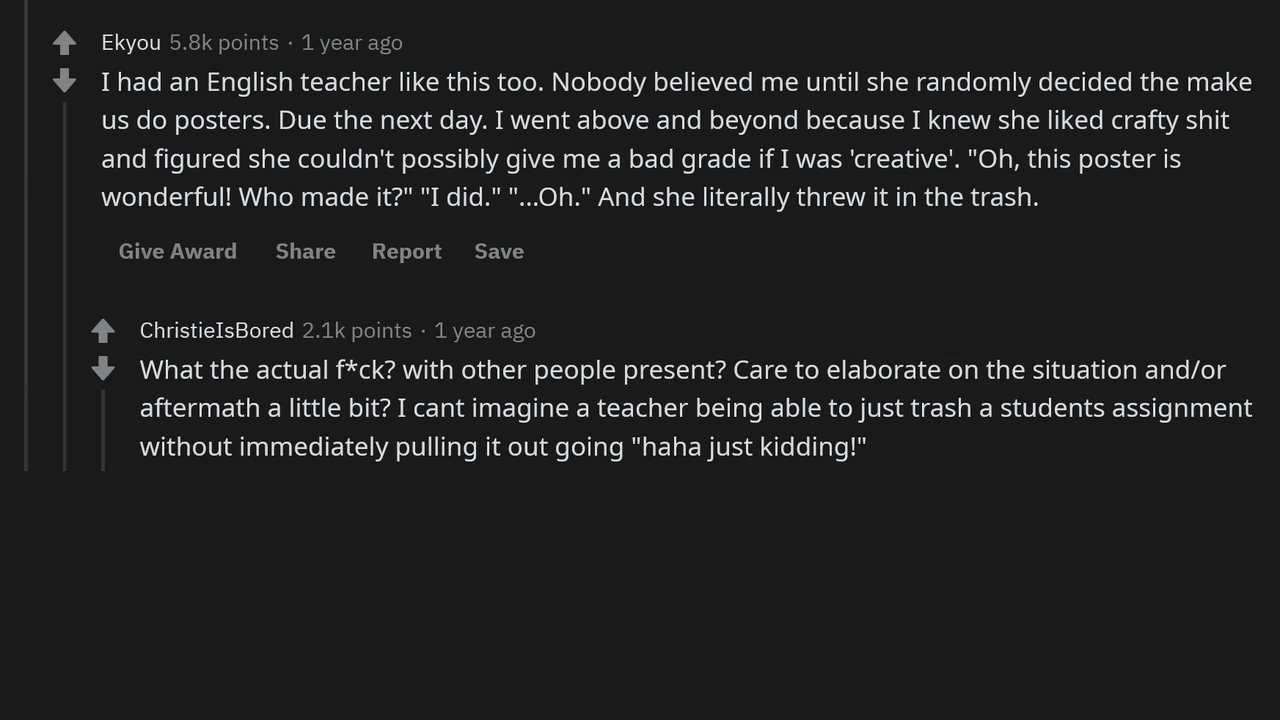 Ekyou 5.8k points · 1 year ago
I had an English teacher like this too. Nobody believed me until she randomly decided the make
us do posters. Due the next day. I went above and beyond because I knew she liked crafty shit
and figured she couldn't possibly give me a bad grade if I was 'creative'. "Oh, this poster is
wonderful! Who made it?" "I did." "...Oh." And she literally threw it in the trash.
Give Award Share Report Save
ChristieIsBored 2.1k points · 1 year ago
What the actual f*ck? with other people present? Care to elaborate on the situation and/or
aftermath a little bit? I cant imagine a teacher being able to just trash a students assignment
without immediately pulling it out going "haha just kidding!"